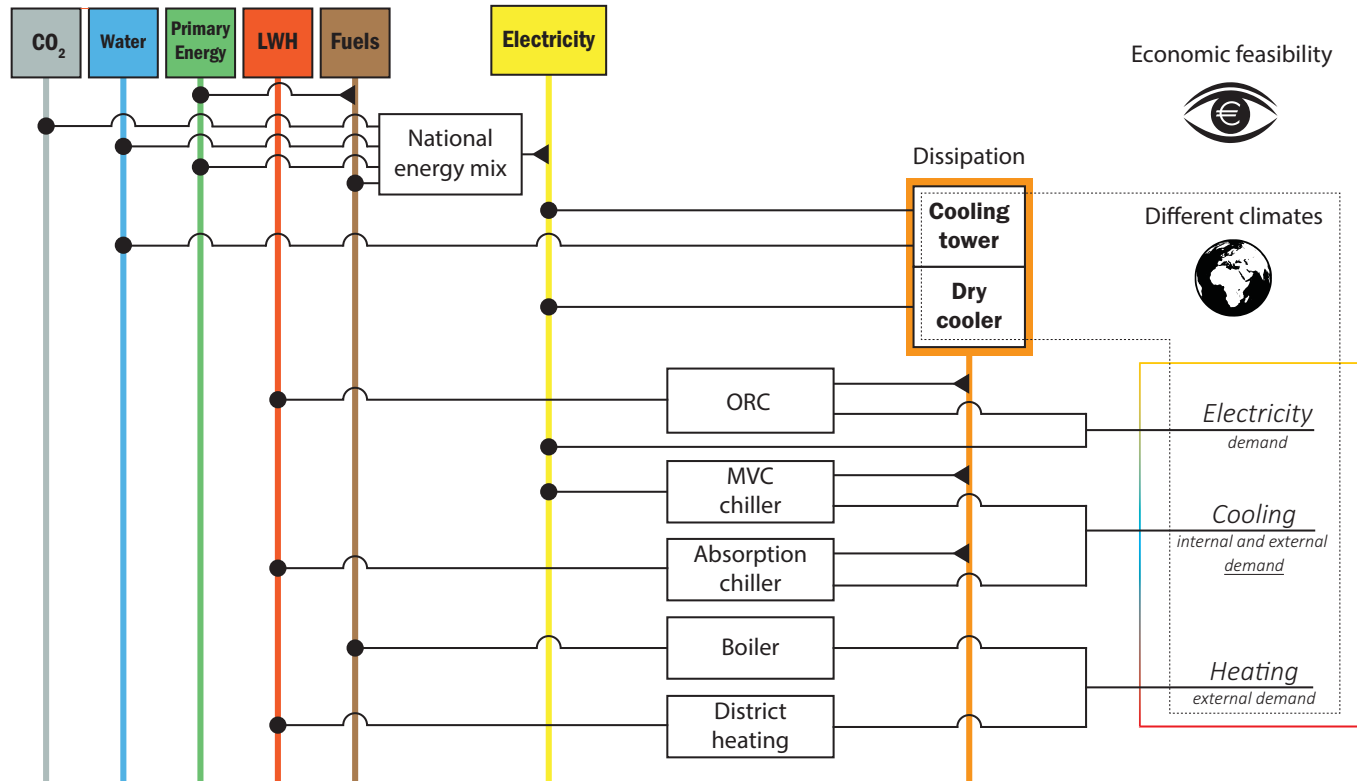 CO₂
Water
Primary
Energy
LWH
Fuels
Electricity
Economic feasibility
€
National
energy mix
Dissipation
Cooling
tower
Different climates
Dry
cooler
ORC
Electricity
demand
MVC
chiller
Cooling
internal and external
demand
Absorption
chiller
Boiler
Heating
external demand
District
heating